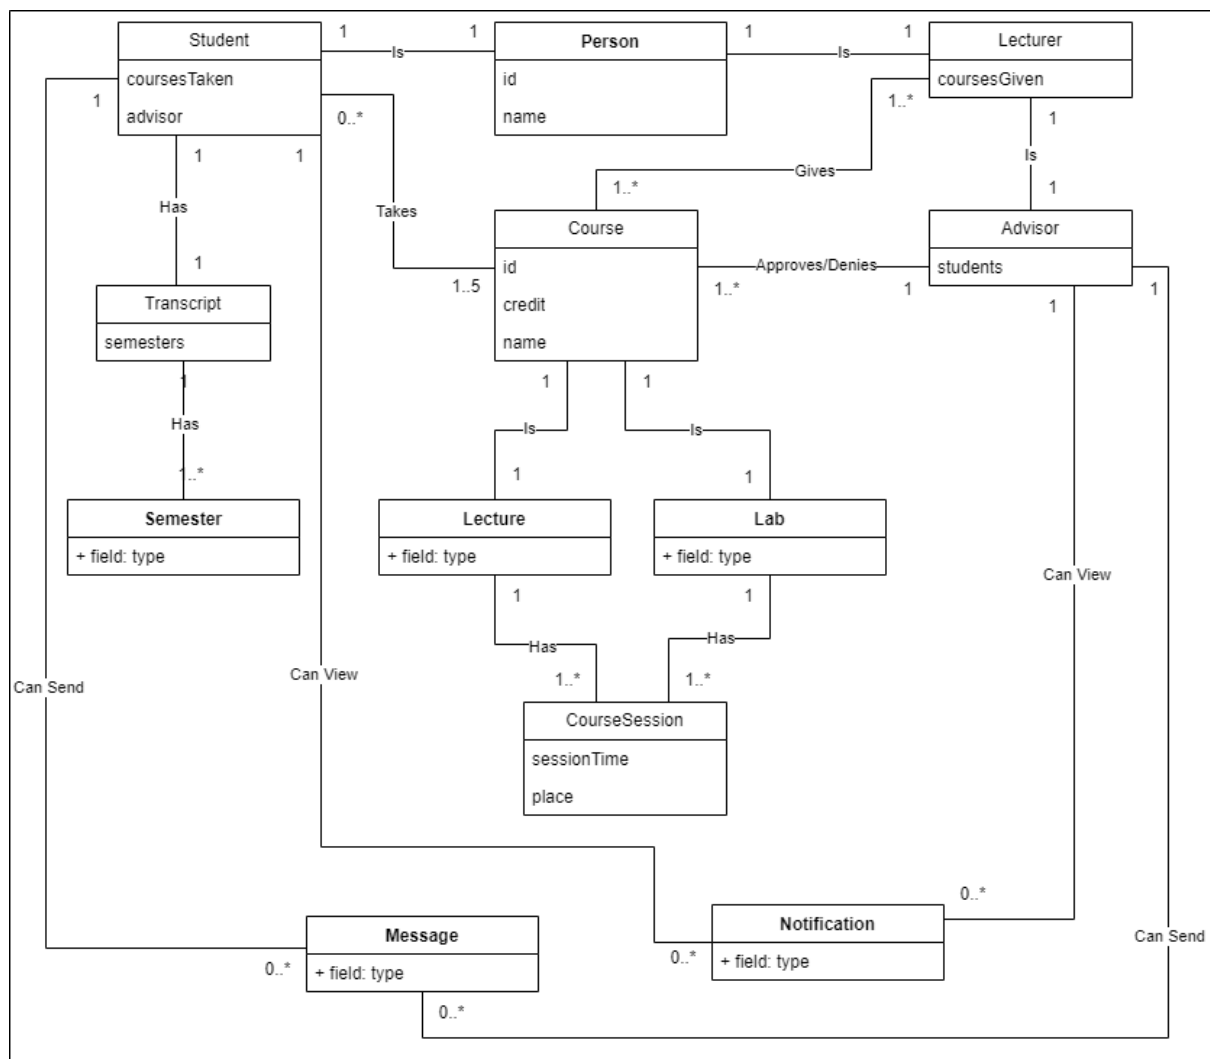 Student
coursesTaken
advisor
1
Is
1
Person
id
name
1
Is
1
Lecturer
coursesGiven
1
0..*
1..*
1
1
1
Is
Gives
Has
Takes
1..*
1
Course
id
credit
name
Advisor
students
Approves/Denies
1
1..5
1..*
1
1
1
Transcript
semesters
1
Has
1..*
1
1
Is
Is
1
1
Semester
+ field: type
Lecture
+ field: type
Lab
+ field: type
Can View
1
1
Has
Has
1..*
1..*
Can Send
Can View
CourseSession
sessionTime
place
0..*
Message
+ field: type
Notification
+ field: type
Can Send
0..*
0..*
0..*